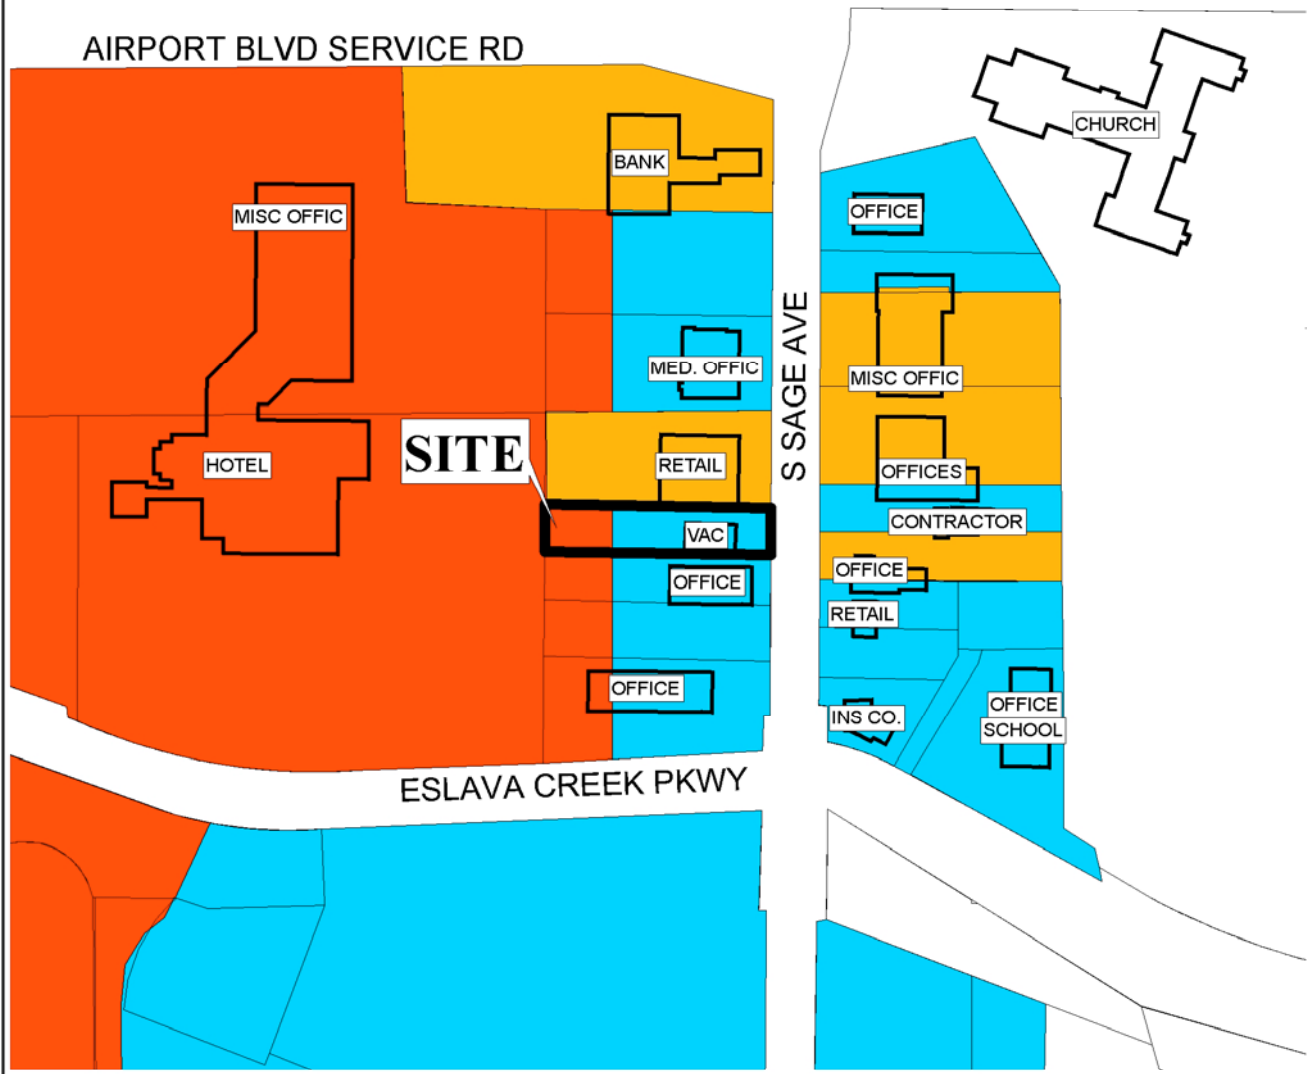 AIRPORT BLVD SERVICE RD
CHURCH
BANK
MISC OFFIC
OFFICE
MED. OFFIC
S SAGE AVE
MISC OFFIC
SITE
HOTEL
RETAIL
OFFICES
CONTRACTOR
VAC
OFFICE
OFFICE
RETAIL
OFFICE
INS CO.
OFFICE
SCHOOL
ESLAVA CREEK PKWY